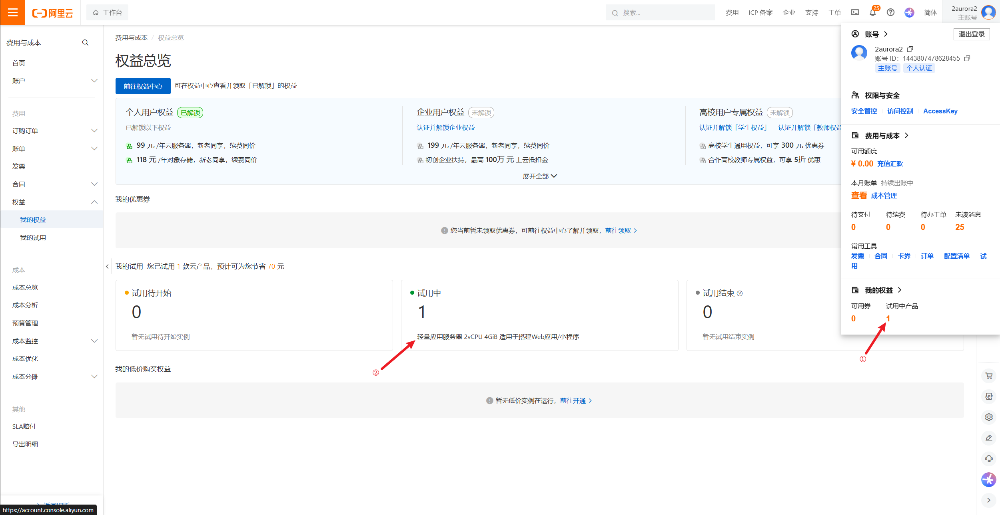 阿里云
工作台
搜索...
费用
ICP 备案
企业
支持
工单
25
简体
2aurora2
主账号
费用与成本
首页
账户
费用
订购订单
账单
发票
合同
权益
我的权益
我的试用
成本
成本总览
成本分析
预算管理
成本监控
成本优化
成本分摊
其他
SLA赔付
导出明细
https://account.console.aliyun.com
费用与成本 / 权益总览
权益总览
前往权益中心 可在权益中心查看并领取「已解锁」的权益
个人用户权益 已解锁
已解锁以下权益
99 元 /年云服务器，新老同享，续费同价
118 元 /年对象存储，新老同享，续费同价
企业用户权益 未解锁
认证并解锁企业权益
199 元 /年云服务器，新老同享，续费同价
初创企业扶持，最高 100万 元 上云抵扣金
高校用户专属权益 未解锁
认证并解锁「学生权益」 认证并解锁「教师权益
高校学生通用权益，可享 300 元 优惠券
合作高校教师专属权益，可享 5折 优惠
展开全部
我的优惠券
您当前暂未领取优惠券，可前往权益中心了解并领取，前往领取
我的试用 您已试用 1 款云产品，预计可为您节省 70 元
试用待开始
0
暂无试用待开始实例
试用中
1
轻量应用服务器 2vCPU 4GiB 适用于搭建Web应用/小程序
试用结束
0
暂无试用结束实例
②
①
我的低价购买权益
暂无低价实例在运行，前往开通
账号
退出登录
2aurora2
账号 ID：1443807478628455
主账号 个人认证
权限与安全
安全管控 访问控制 AccessKey
费用与成本
可用额度
¥ 0.00 充值汇款
本月账单 持续出账中
查看 成本管理
待支付 待续费 待办工单 未读消息
0 0 0 25
常用工具
发票 合同 卡券 订单 配置清单 试
用
我的权益
可用券 试用中产品
0 1
APP